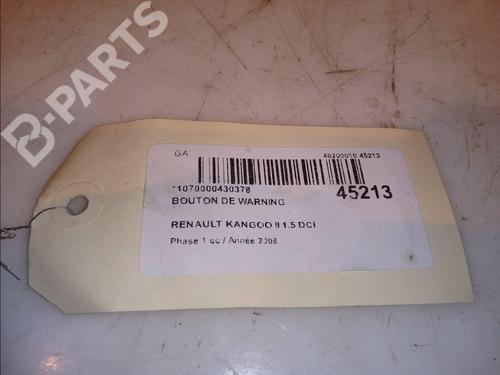 B-PARTS
GA 40200010 45213
*1070000430378 45213
BOUTON DE WARNING
RENAULT KANGOO II 1.5 DCI
Phase 1 cc / Année 2008